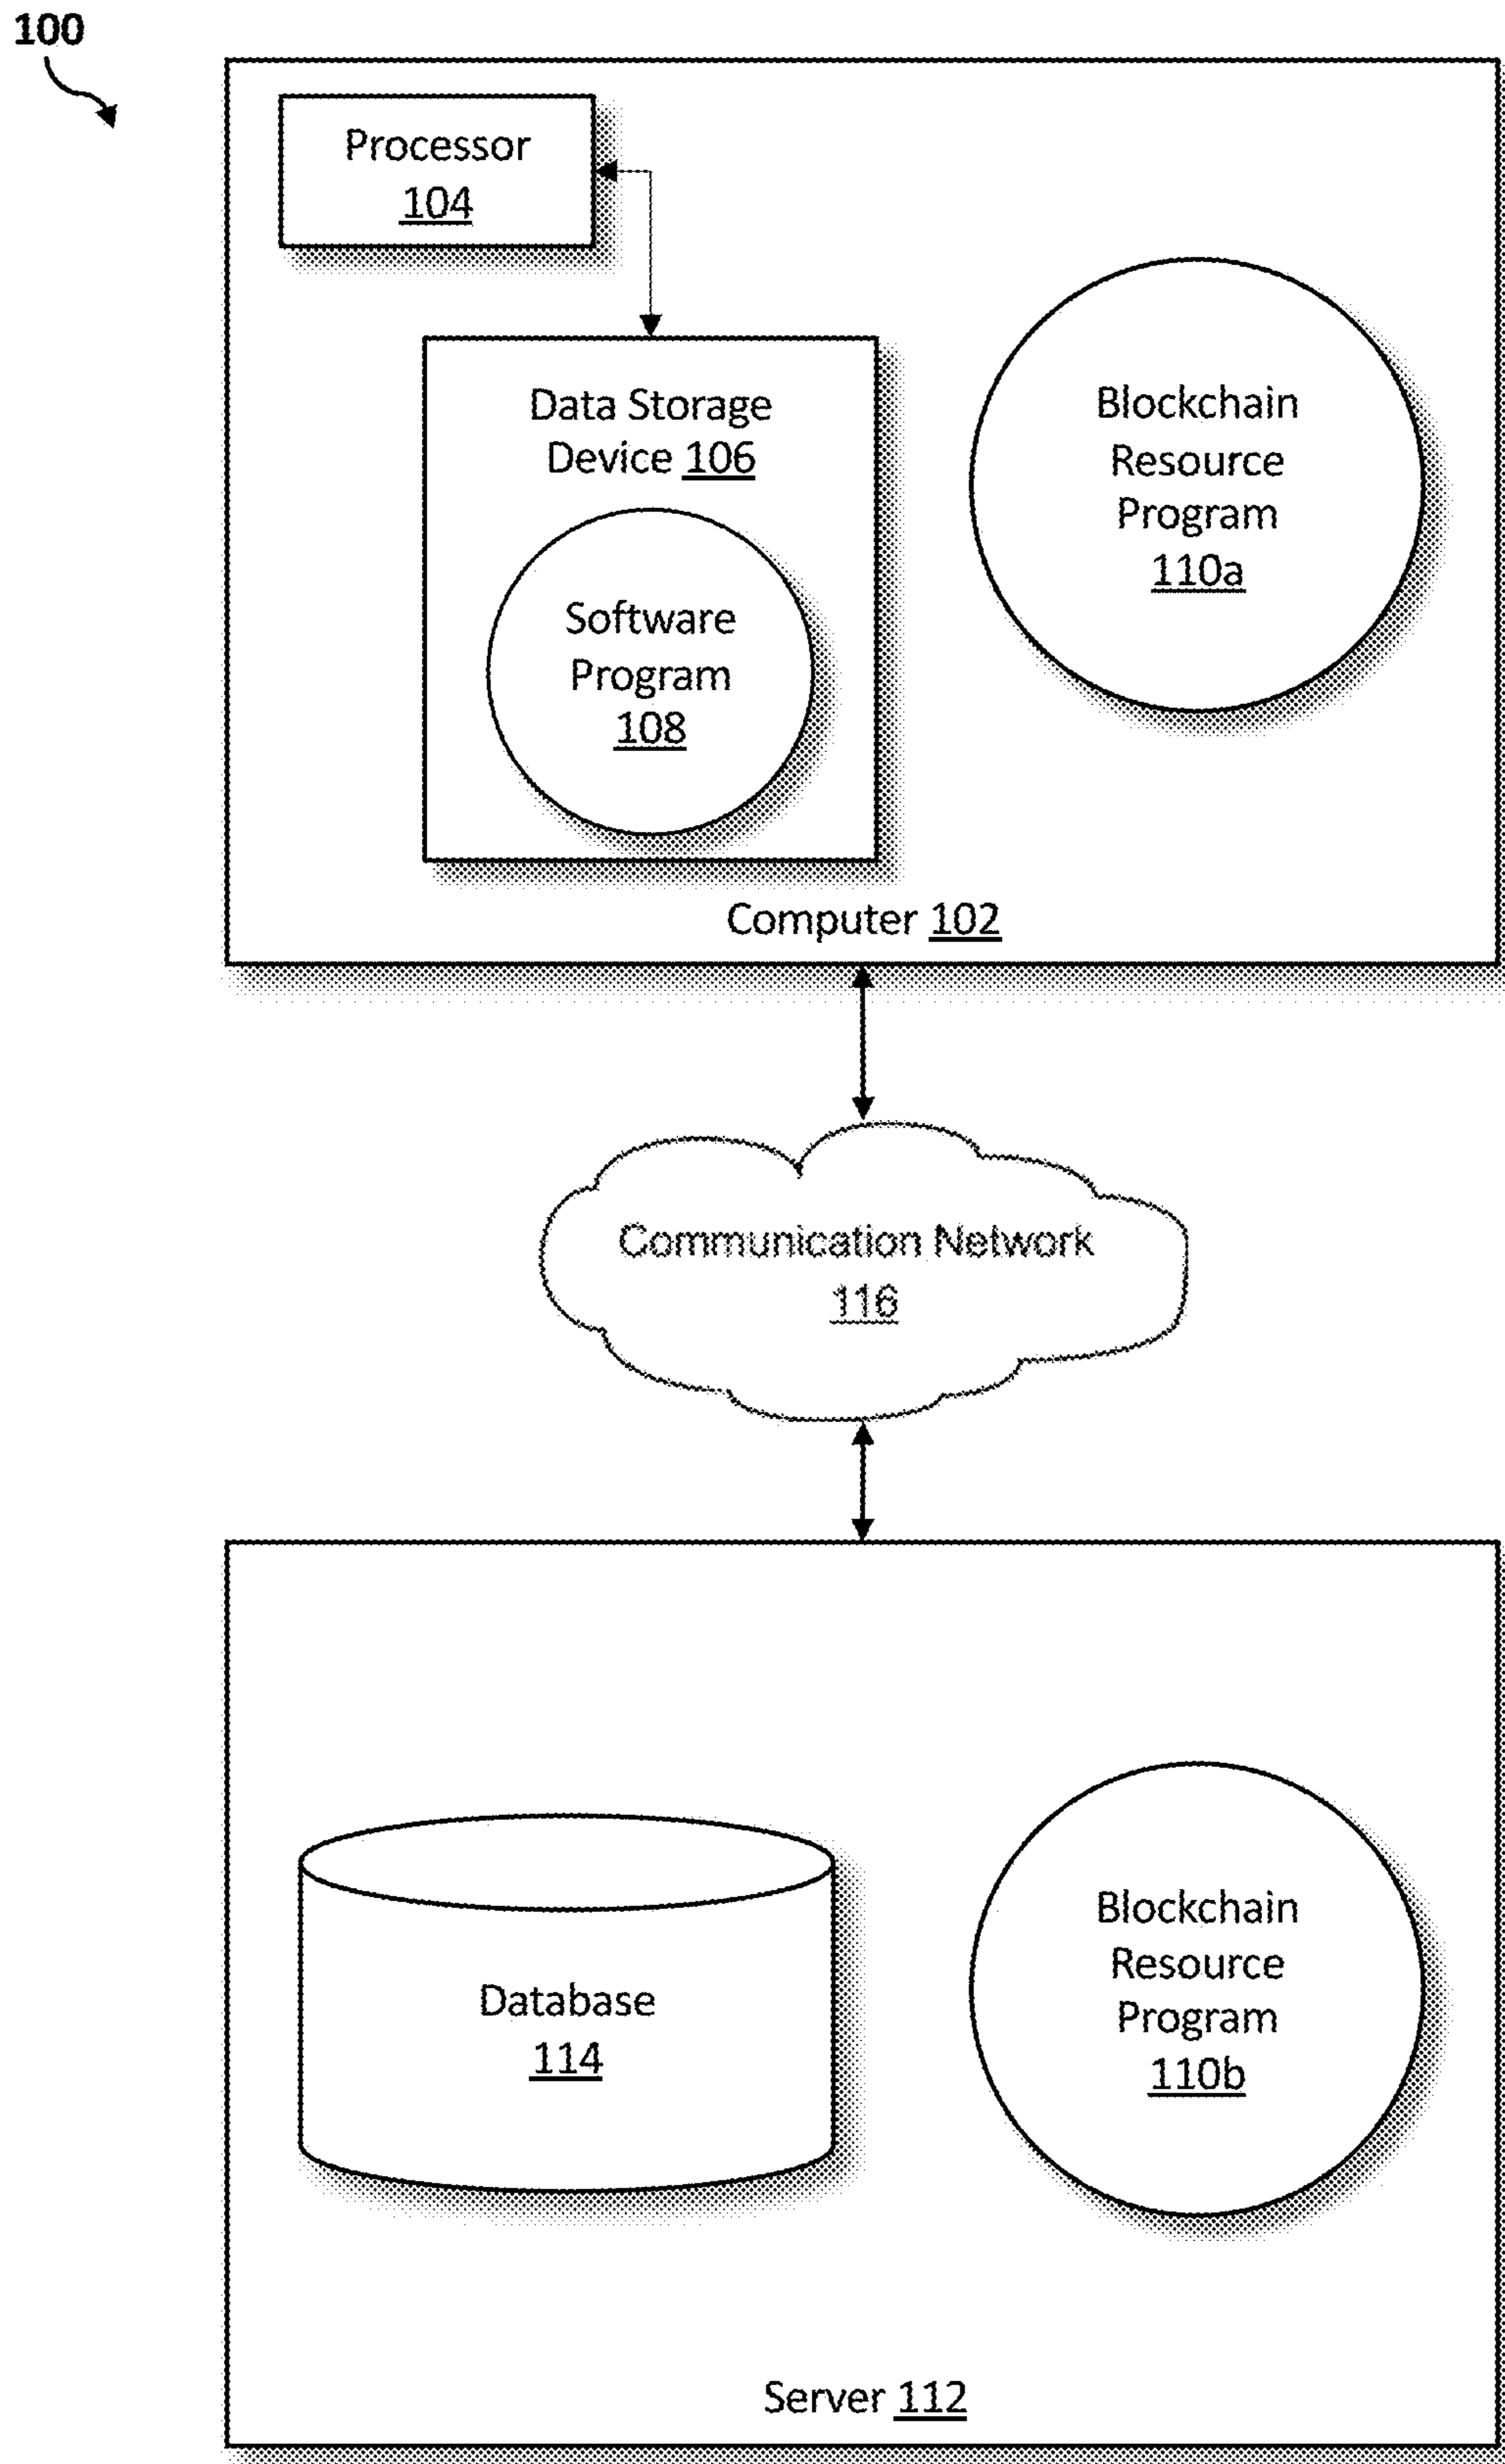 100
Processor
104
Data Storage
Device 106
Software
Program
108
Blockchain
Resource
Program
110a
Computer 102
Communication Network
116
Database
114
Blockchain
Resource
Program
110b
Server 112